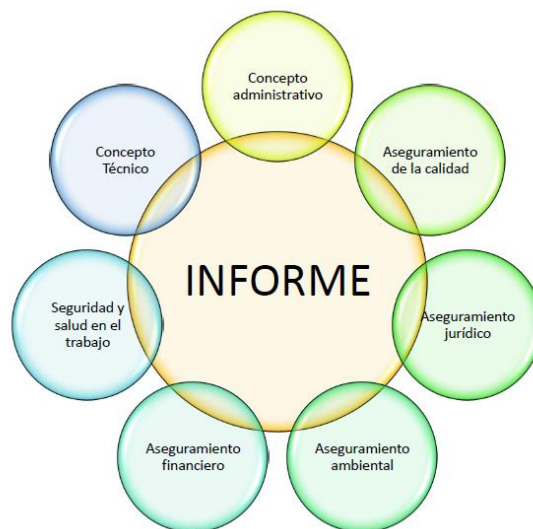 Concepto
administrativo
Aseguramiento
de la calidad
Aseguramiento
jurídico
Aseguramiento
ambiental
Aseguramiento
financiero
Seguridad y
salud en el
trabajo
Concepto
Técnico
INFORME